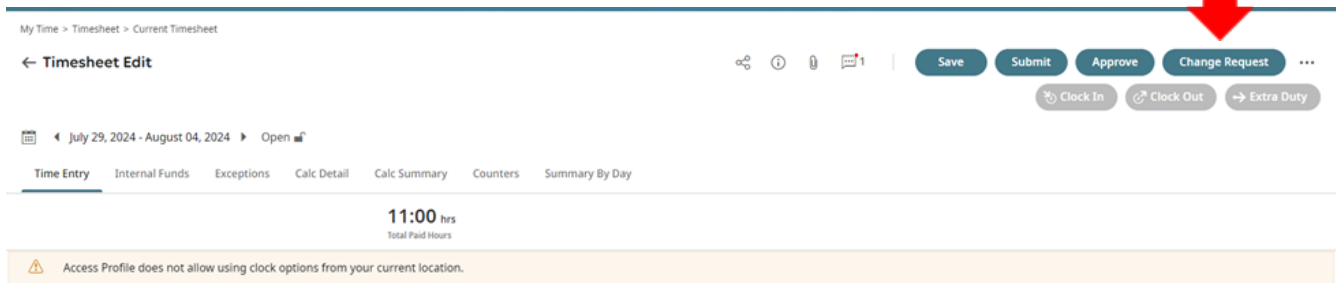 My Time > Timesheet > Current Timesheet
← Timesheet Edit
1
Save
Submit
Approve
Change Request
...
Clock In
Clock Out
→ Extra Duty
July 29, 2024 - August 04, 2024
Open
Time Entry
Internal Funds
Exceptions
Calc Detail
Calc Summary
Counters
Summary By Day
11:00 hrs
Total Paid Hours
Access Profile does not allow using clock options from your current location.